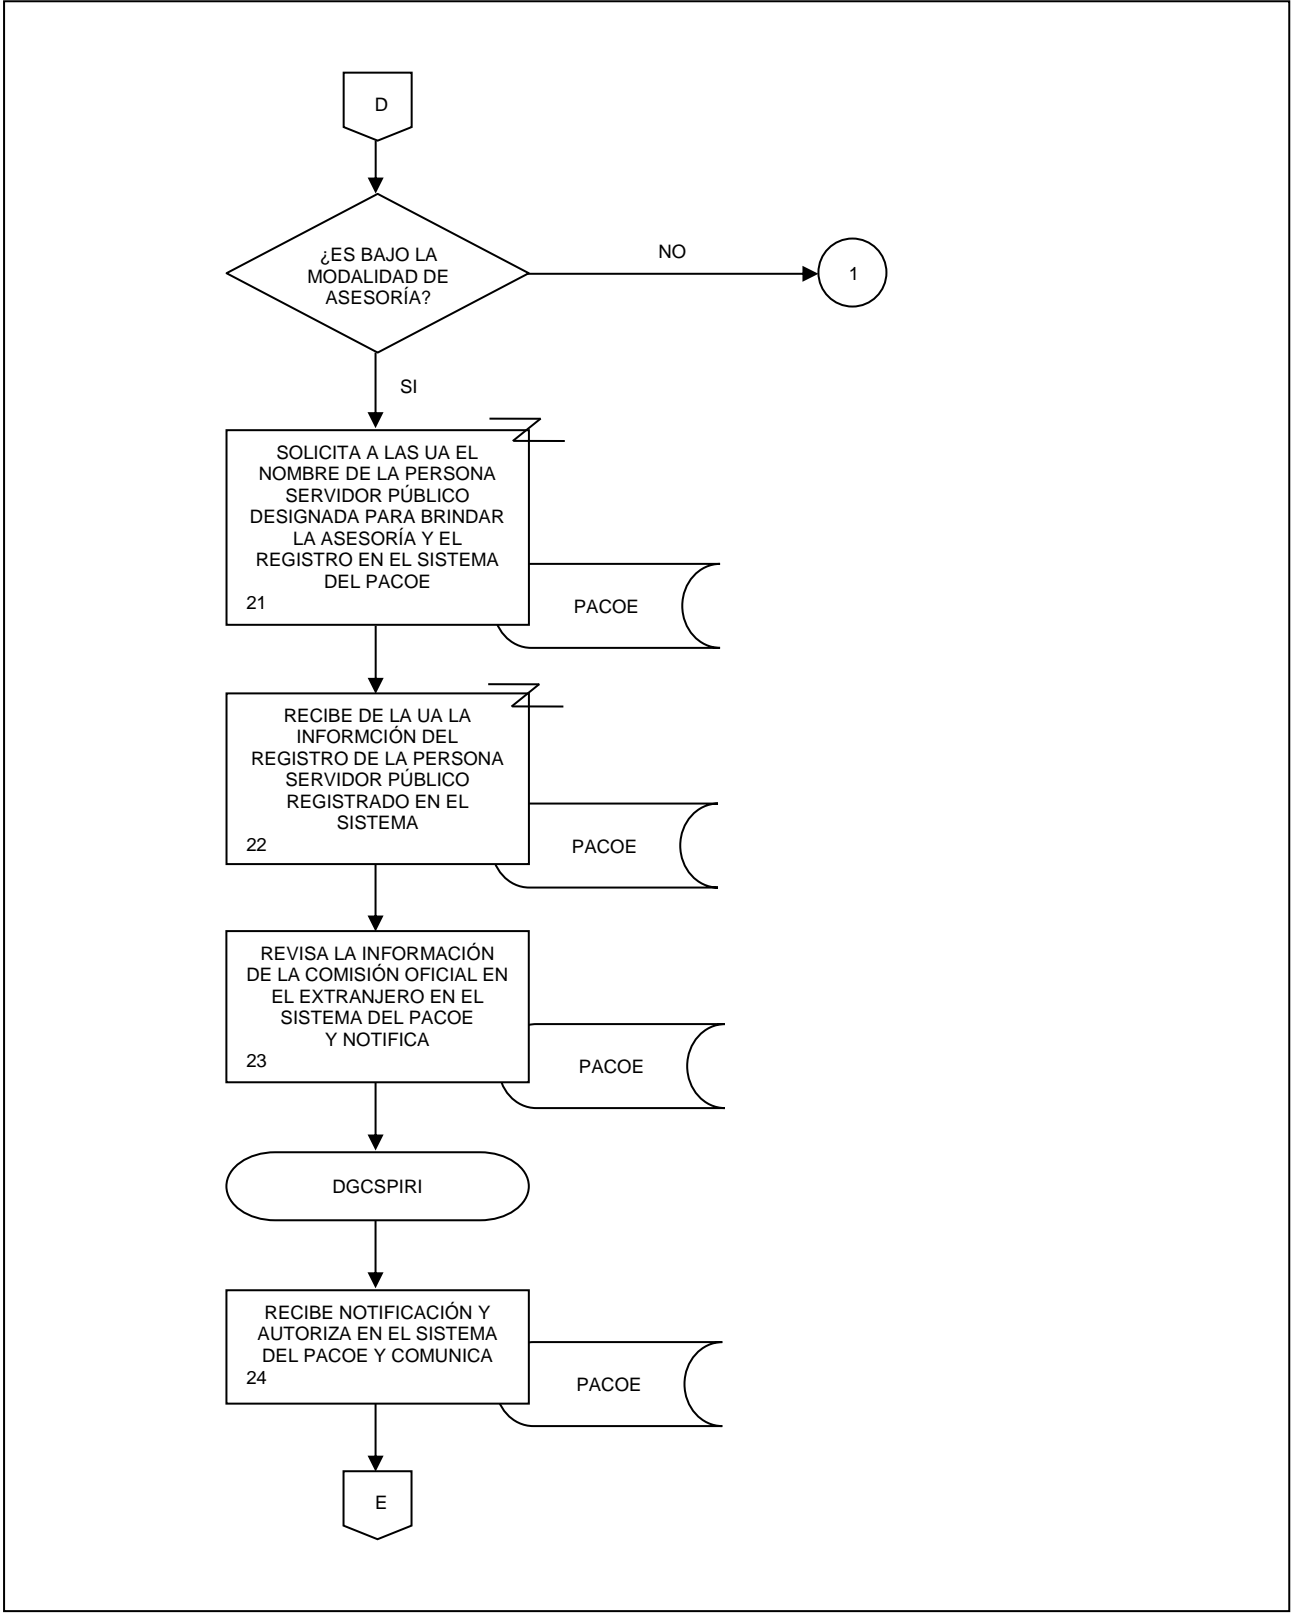 D
¿ES BAJO LA
MODALIDAD DE
ASESORÍA?
NO
1
SI
SOLICITA A LAS UA EL
NOMBRE DE LA PERSONA
SERVIDOR PÚBLICO
DESIGNADA PARA BRINDAR
LA ASESORÍA Y EL
REGISTRO EN EL SISTEMA
DEL PACOE
21
PACOE
RECIBE DE LA UA LA
INFORMCIÓN DEL
REGISTRO DE LA PERSONA
SERVIDOR PÚBLICO
REGISTRADO EN EL
SISTEMA
22
PACOE
REVISA LA INFORMACIÓN
DE LA COMISIÓN OFICIAL EN
EL EXTRANJERO EN EL
SISTEMA DEL PACOE
Y NOTIFICA
23
PACOE
DGCSPIRI
RECIBE NOTIFICACIÓN Y
AUTORIZA EN EL SISTEMA
DEL PACOE Y COMUNICA
24
PACOE
E